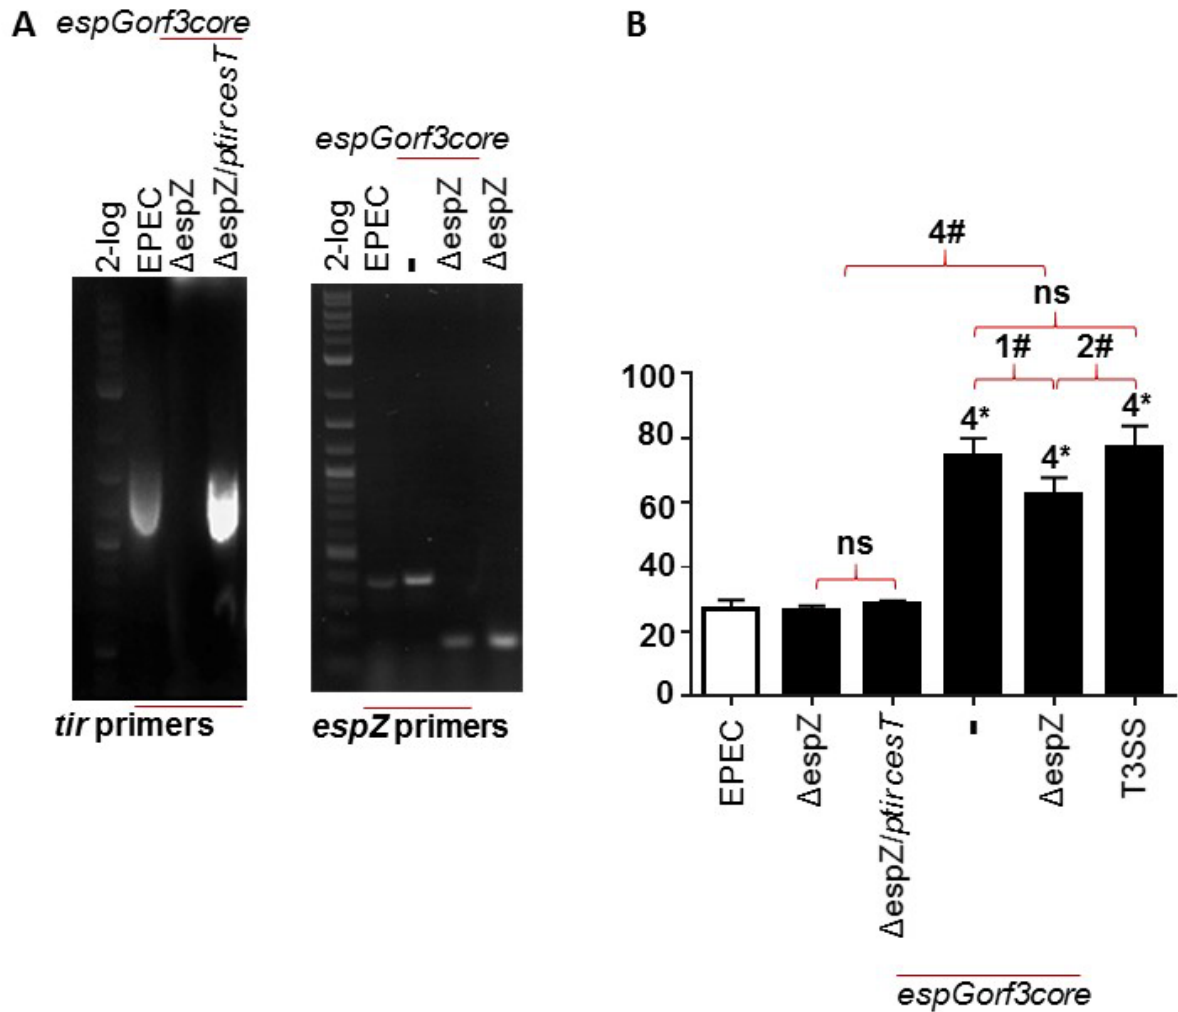 A
espGorf3core
2-log
EPEC
ΔespZ
ΔespZ/ptircesT
tir primers
espGorf3core
2-log
EPEC
-
ΔespZ
ΔespZ
espZ primers
B
4#
ns
1# 2#
4* 4* 4*
ns
100
80
60
40
20
0
EPEC
ΔespZ
ΔespZ/ptircesT
-
ΔespZ
T3SS
espGorf3core